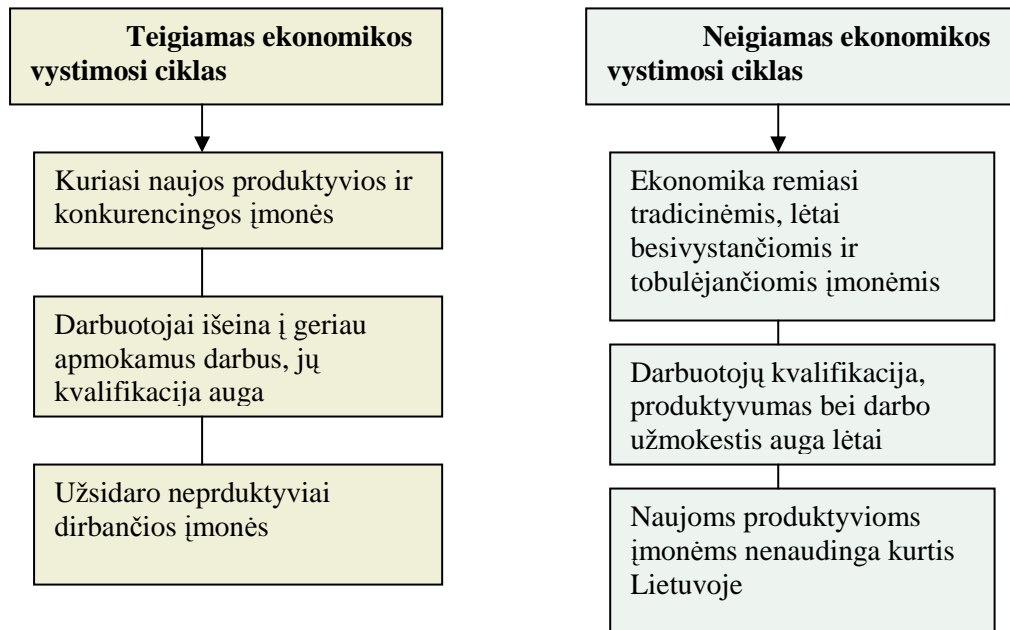 Teigiamas ekonomikos
vystimosi ciklas
Kuriasi naujos produktyvios ir
konkurencingos įmonės
Darbuotojai išeina į geriau
apmokamus darbus, jų
kvalifikacija auga
Užsidaro neprduktyviai
dirbančios įmonės
Neigiamas ekonomikos
vystimosi ciklas
Ekonomika remiasi
tradicinėmis, lėtai
besivystančiomis ir
tobulėjančiomis įmonėmis
Darbuotojų kvalifikacija,
produktyvumas bei darbo
užmokestis auga lėtai
Naujoms produktyvioms
įmonėms nenaudinga kurtis
Lietuvoje